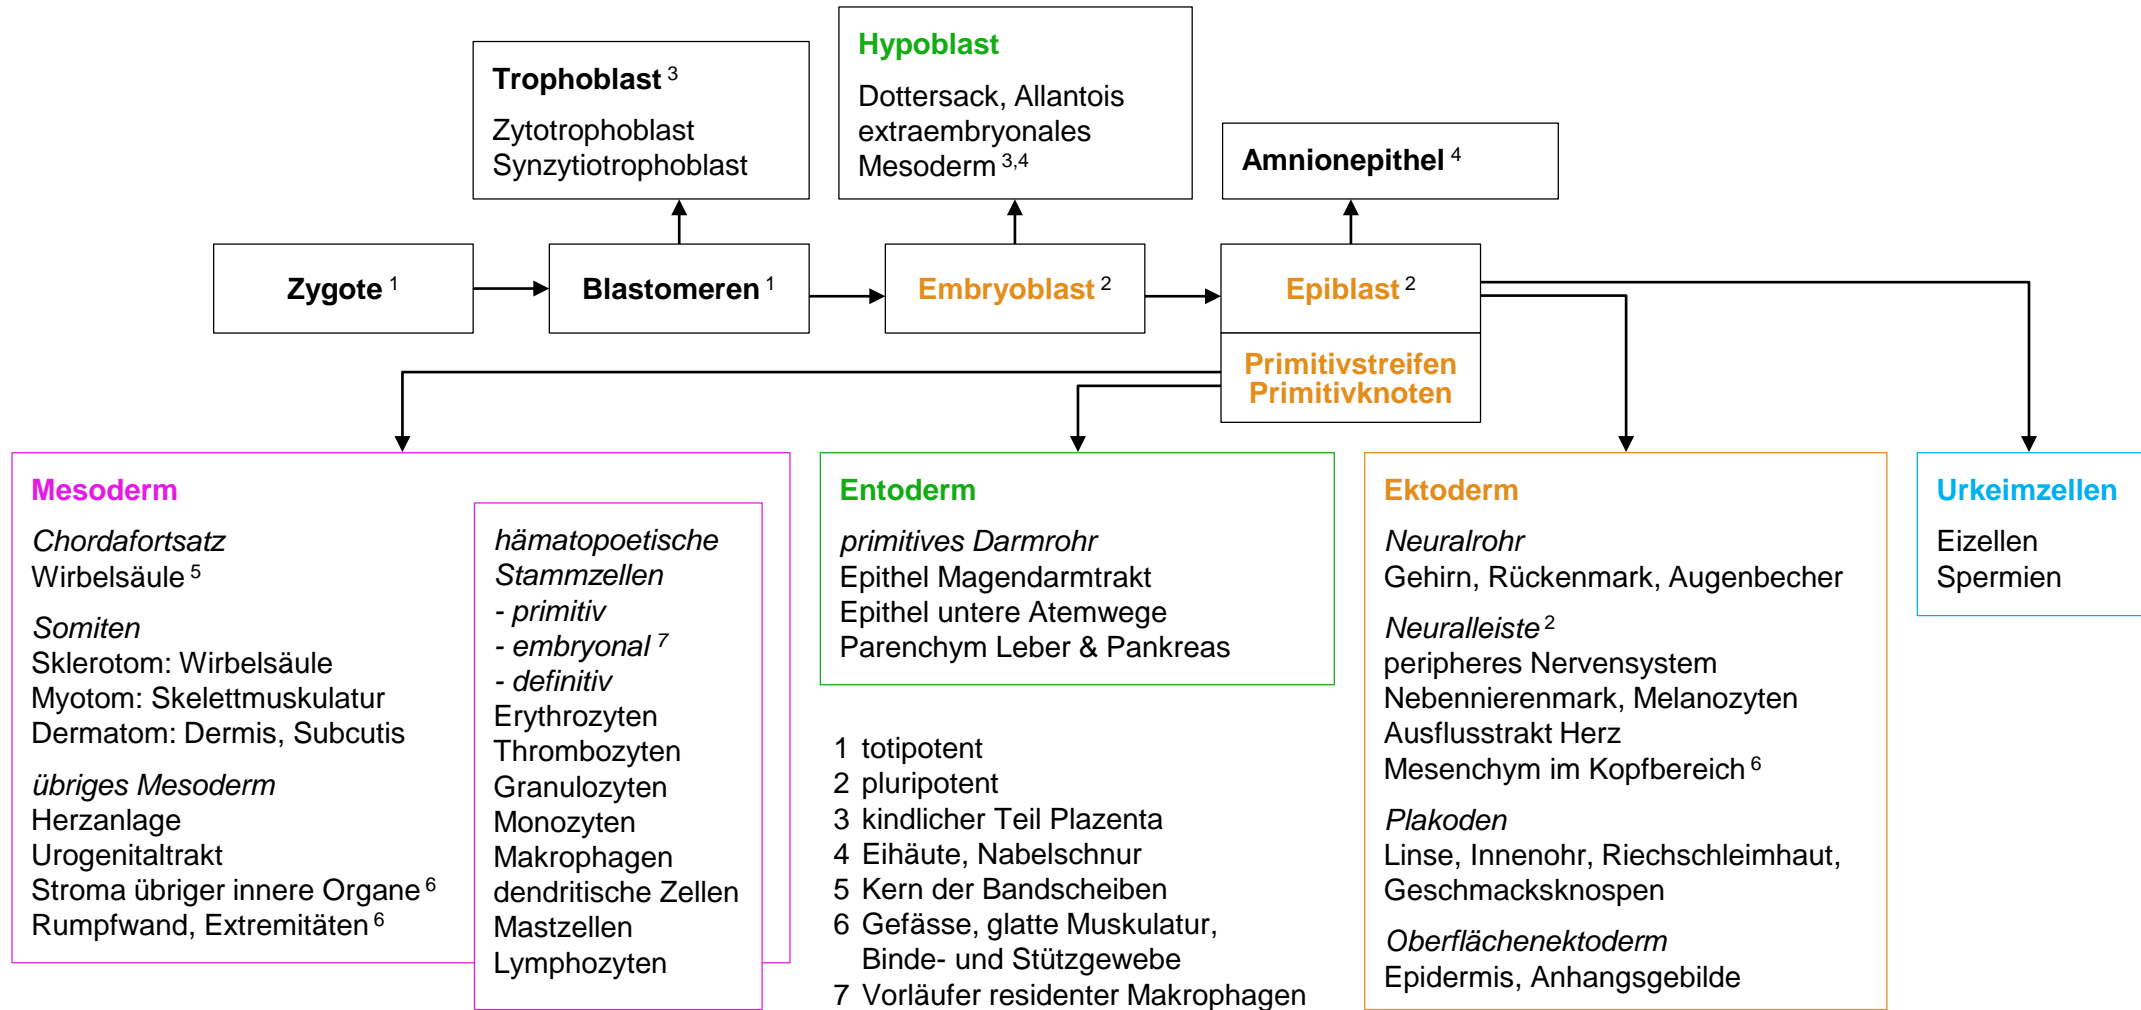 Trophoblast 3
Zytotrophoblast
Synzytiotrophoblast
Hypoblast
Dottersack, Allantois
extraembryonales
Mesoderm 3,4
Amnionepithel 4
Zygote 1
Blastomeren 1
Embryoblast 2
Epiblast 2
Primitivstreifen
Primitivknoten
Mesoderm
Chordafortsatz
Wirbelsäule 5
Somiten
Sklerotom: Wirbelsäule
Myotom: Skelettmuskulatur
Dermatom: Dermis, Subcutis
übriges Mesoderm
Herzanlage
Urogenitaltrakt
Stroma übriger innere Organe 6
Rumpfwand, Extremitäten 6
hämatopoetische
Stammzellen
- primitiv
- embryonal 7
- definitiv
Erythrozyten
Thrombozyten
Granulozyten
Monozyten
Makrophagen
dendritische Zellen
Mastzellen
Lymphozyten
Entoderm
primitives Darmrohr
Epithel Magendarmtrakt
Epithel untere Atemwege
Parenchym Leber & Pankreas
1 totipotent
2 pluripotent
3 kindlicher Teil Plazenta
4 Eihäute, Nabelschnur
5 Kern der Bandscheiben
6 Gefässe, glatte Muskulatur,
Binde- und Stützgewebe
7 Vorläufer residenter Makrophagen
Ektoderm
Neuralrohr
Gehirn, Rückenmark, Augenbecher
Neuralleiste 2
peripheres Nervensystem
Nebennierenmark, Melanozyten
Ausflusstrakt Herz
Mesenchym im Kopfbereich 6
Plakoden
Linse, Innenohr, Riechschleimhaut,
Geschmacksknospen
Oberflächenektoderm
Epidermis, Anhangsgebilde
Urkeimzellen
Eizellen
Spermien